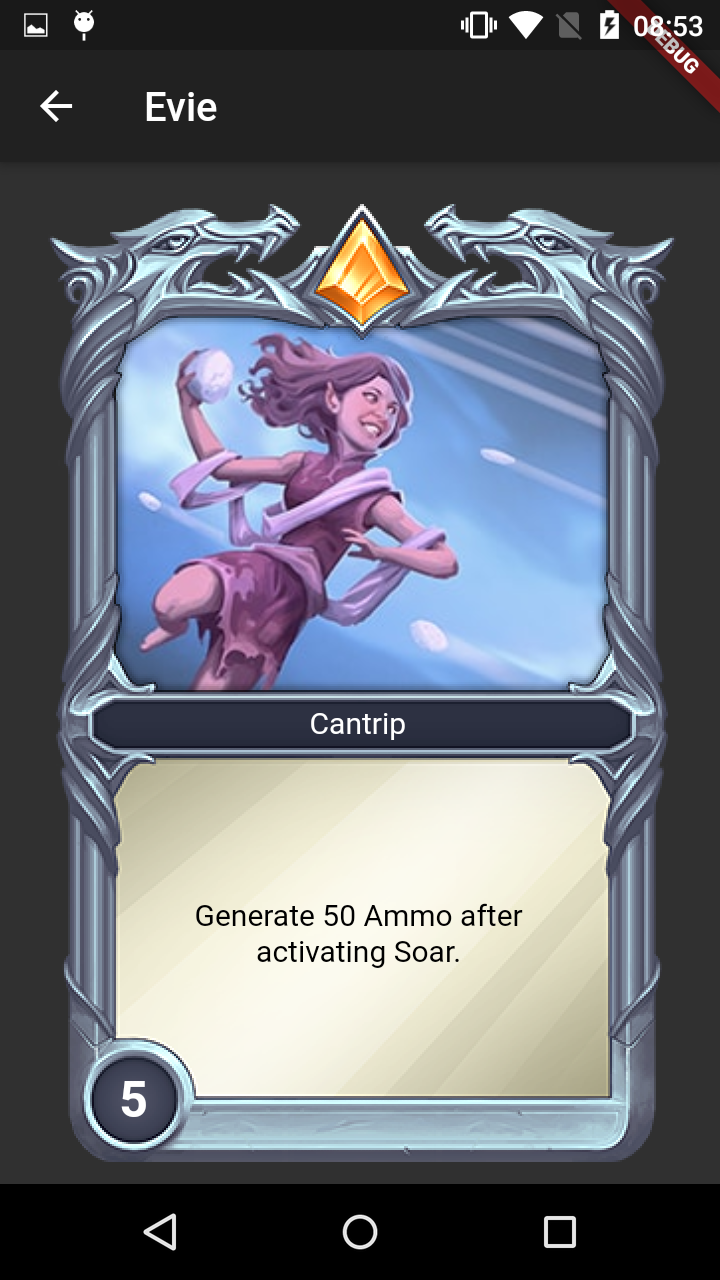 08:53
DEBUG
Evie
Cantrip
Generate 50 Ammo after
activating Soar.
5